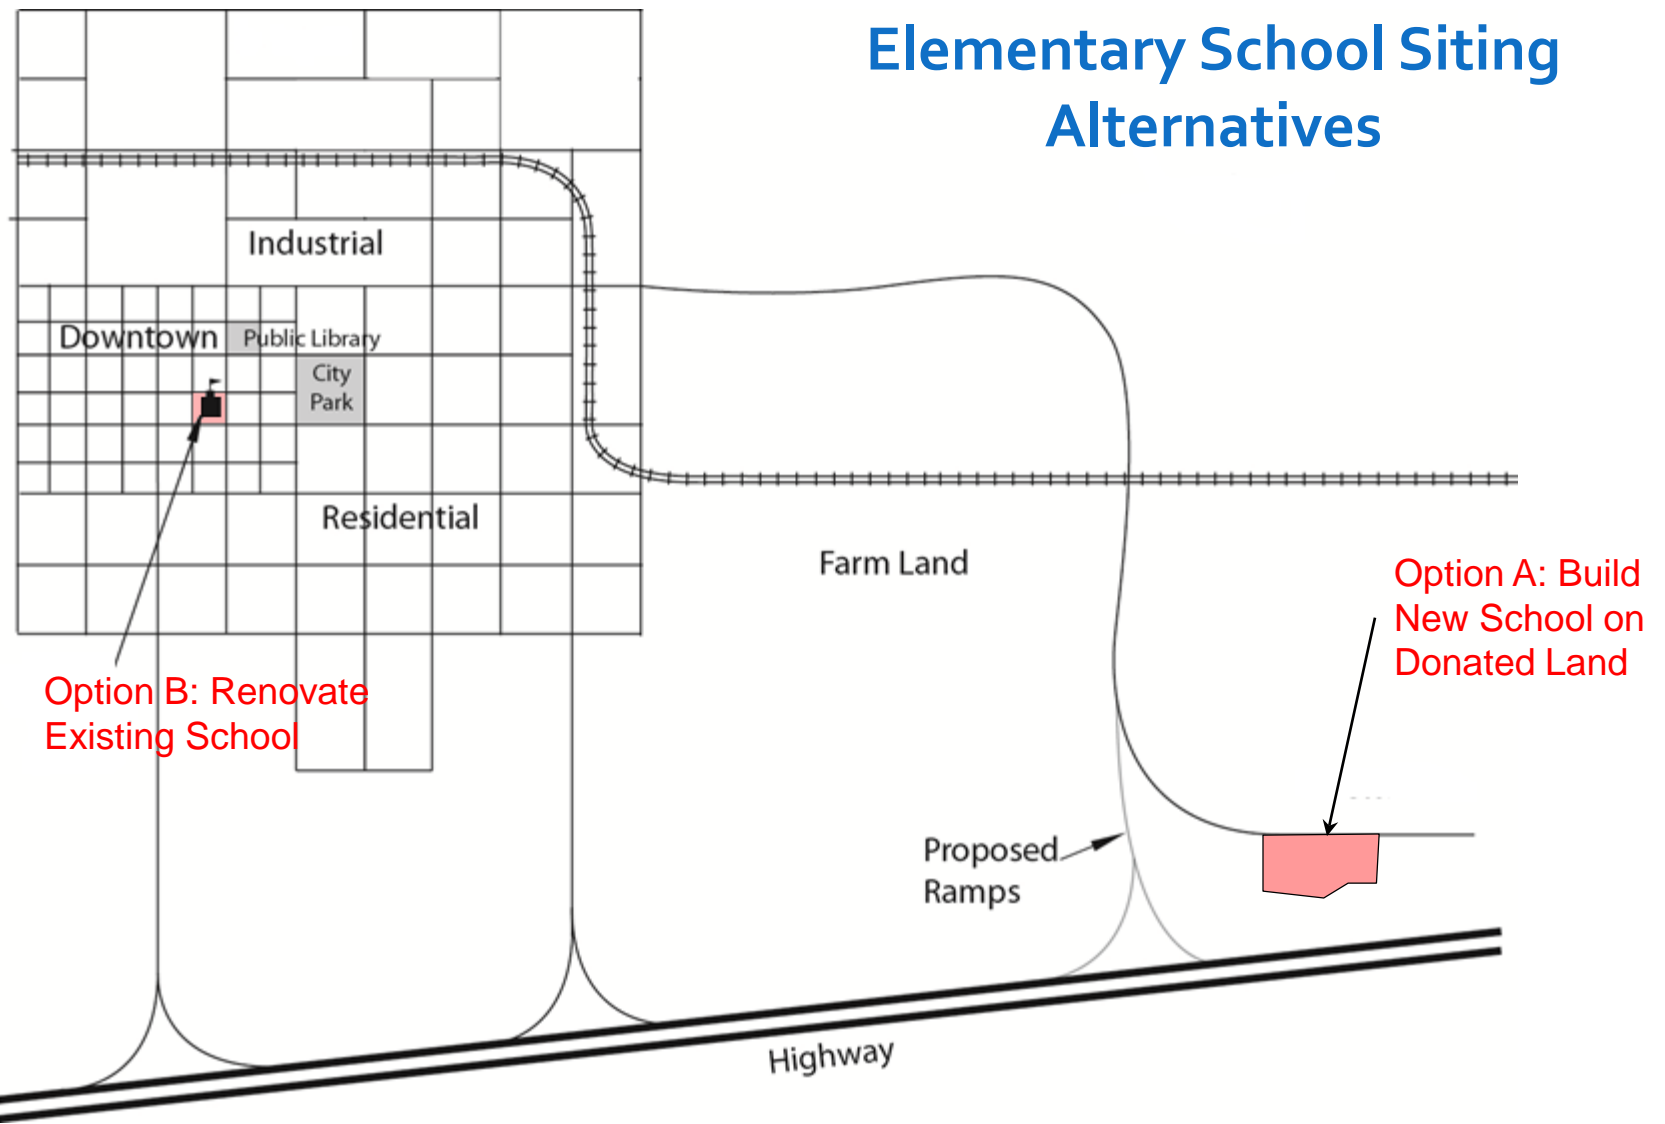 Elementary School Siting
Alternatives
Industrial
Downtown
Public Library
City
Park
Residential
Farm Land
Option A: Build
New School on
Donated Land
Option B: Renovate
Existing School
Proposed
Ramps
Highway